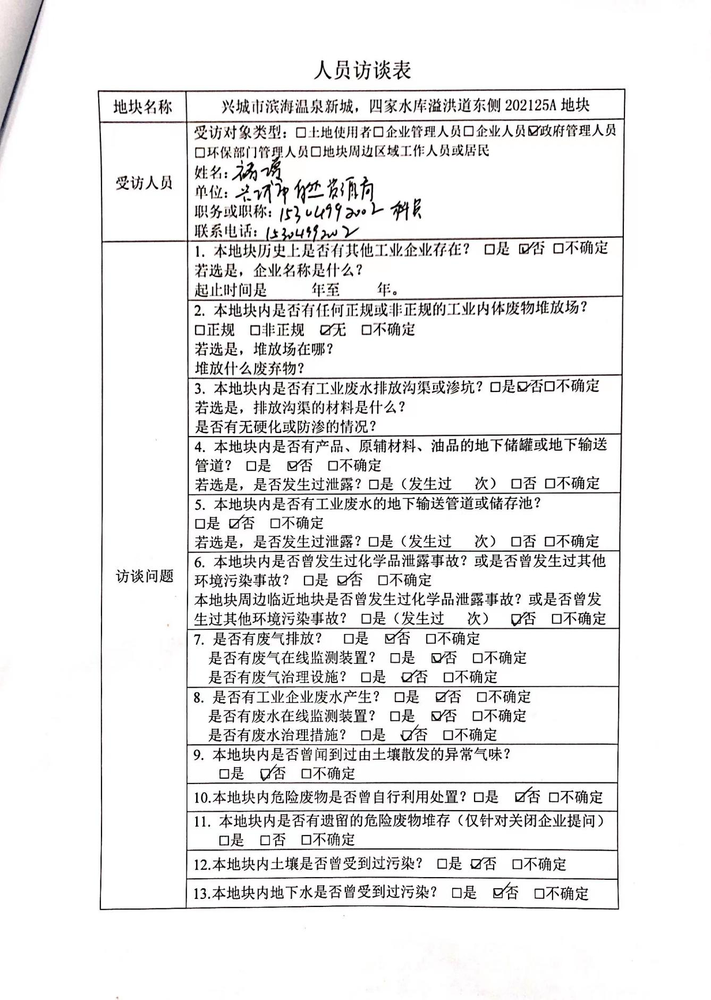 人员访谈表
地块名称 兴城市滨海温泉新城，四家水库溢洪道东侧 202125A 地块
受访人员
受访对象类型：□土地使用者□企业管理人员□企业人员☑政府管理人员
□环保部门管理人员□地块周边区域工作人员或居民
姓名：
单位：兴城市自然资源局
职务或职称：15304992002 科员
联系电话：15304992002
访谈问题
1. 本地块历史上是否有其他工业企业存在？ □是 ☑否 □不确定
若选是，企业名称是什么？
起止时间是 年至 年。
2. 本地块内是否有任何正规或非正规的工业内体废物堆放场？
□正规 □非正规 ☑无 □不确定
若选是，堆放场在哪？
堆放什么废弃物？
3. 本地块内是否有工业废水排放沟渠或渗坑？□是☑否□不确定
若选是，排放沟渠的材料是什么？
是否有无硬化或防渗的情况？
4. 本地块内是否有产品、原辅材料、油品的地下储罐或地下输送
管道？ □是 ☑否 □不确定
若选是，是否发生过泄露？□是（发生过 次） □否 □不确定
5. 本地块内是否有工业废水的地下输送管道或储存池？
□是 ☑否 □不确定
若选是，是否发生过泄露？□是（发生过 次） □否 □不确定
6. 本地块内是否曾发生过化学品泄露事故？或是否曾发生过其他
环境污染事故？ □是 ☑否 □不确定
本地块周边临近地块是否曾发生过化学品泄露事故？或是否曾发
生过其他环境污染事故？ □是（发生过 次） ☑否 □不确定
7. 是否有废气排放？ □是 ☑否 □不确定
是否有废气在线监测装置？ □是 ☑否 □不确定
是否有废气治理设施？ □是 ☑否 □不确定
8. 是否有工业企业废水产生？ □是 ☑否 □不确定
是否有废水在线监测装置？ □是 ☑否 □不确定
是否有废水治理措施？ □是 ☑否 □不确定
9. 本地块内是否曾闻到过由土壤散发的异常气味？
□是 ☑否 □不确定
10.本地块内危险废物是否曾自行利用处置？□是 ☑否 □不确定
11. 本地块内是否有遗留的危险废物堆存（仅针对关闭企业提问）
□是 □否 □不确定
12.本地块内土壤是否曾受到过污染？ □是 ☑否 □不确定
13.本地块内地下水是否曾受到过污染？ □是 ☑否 □不确定